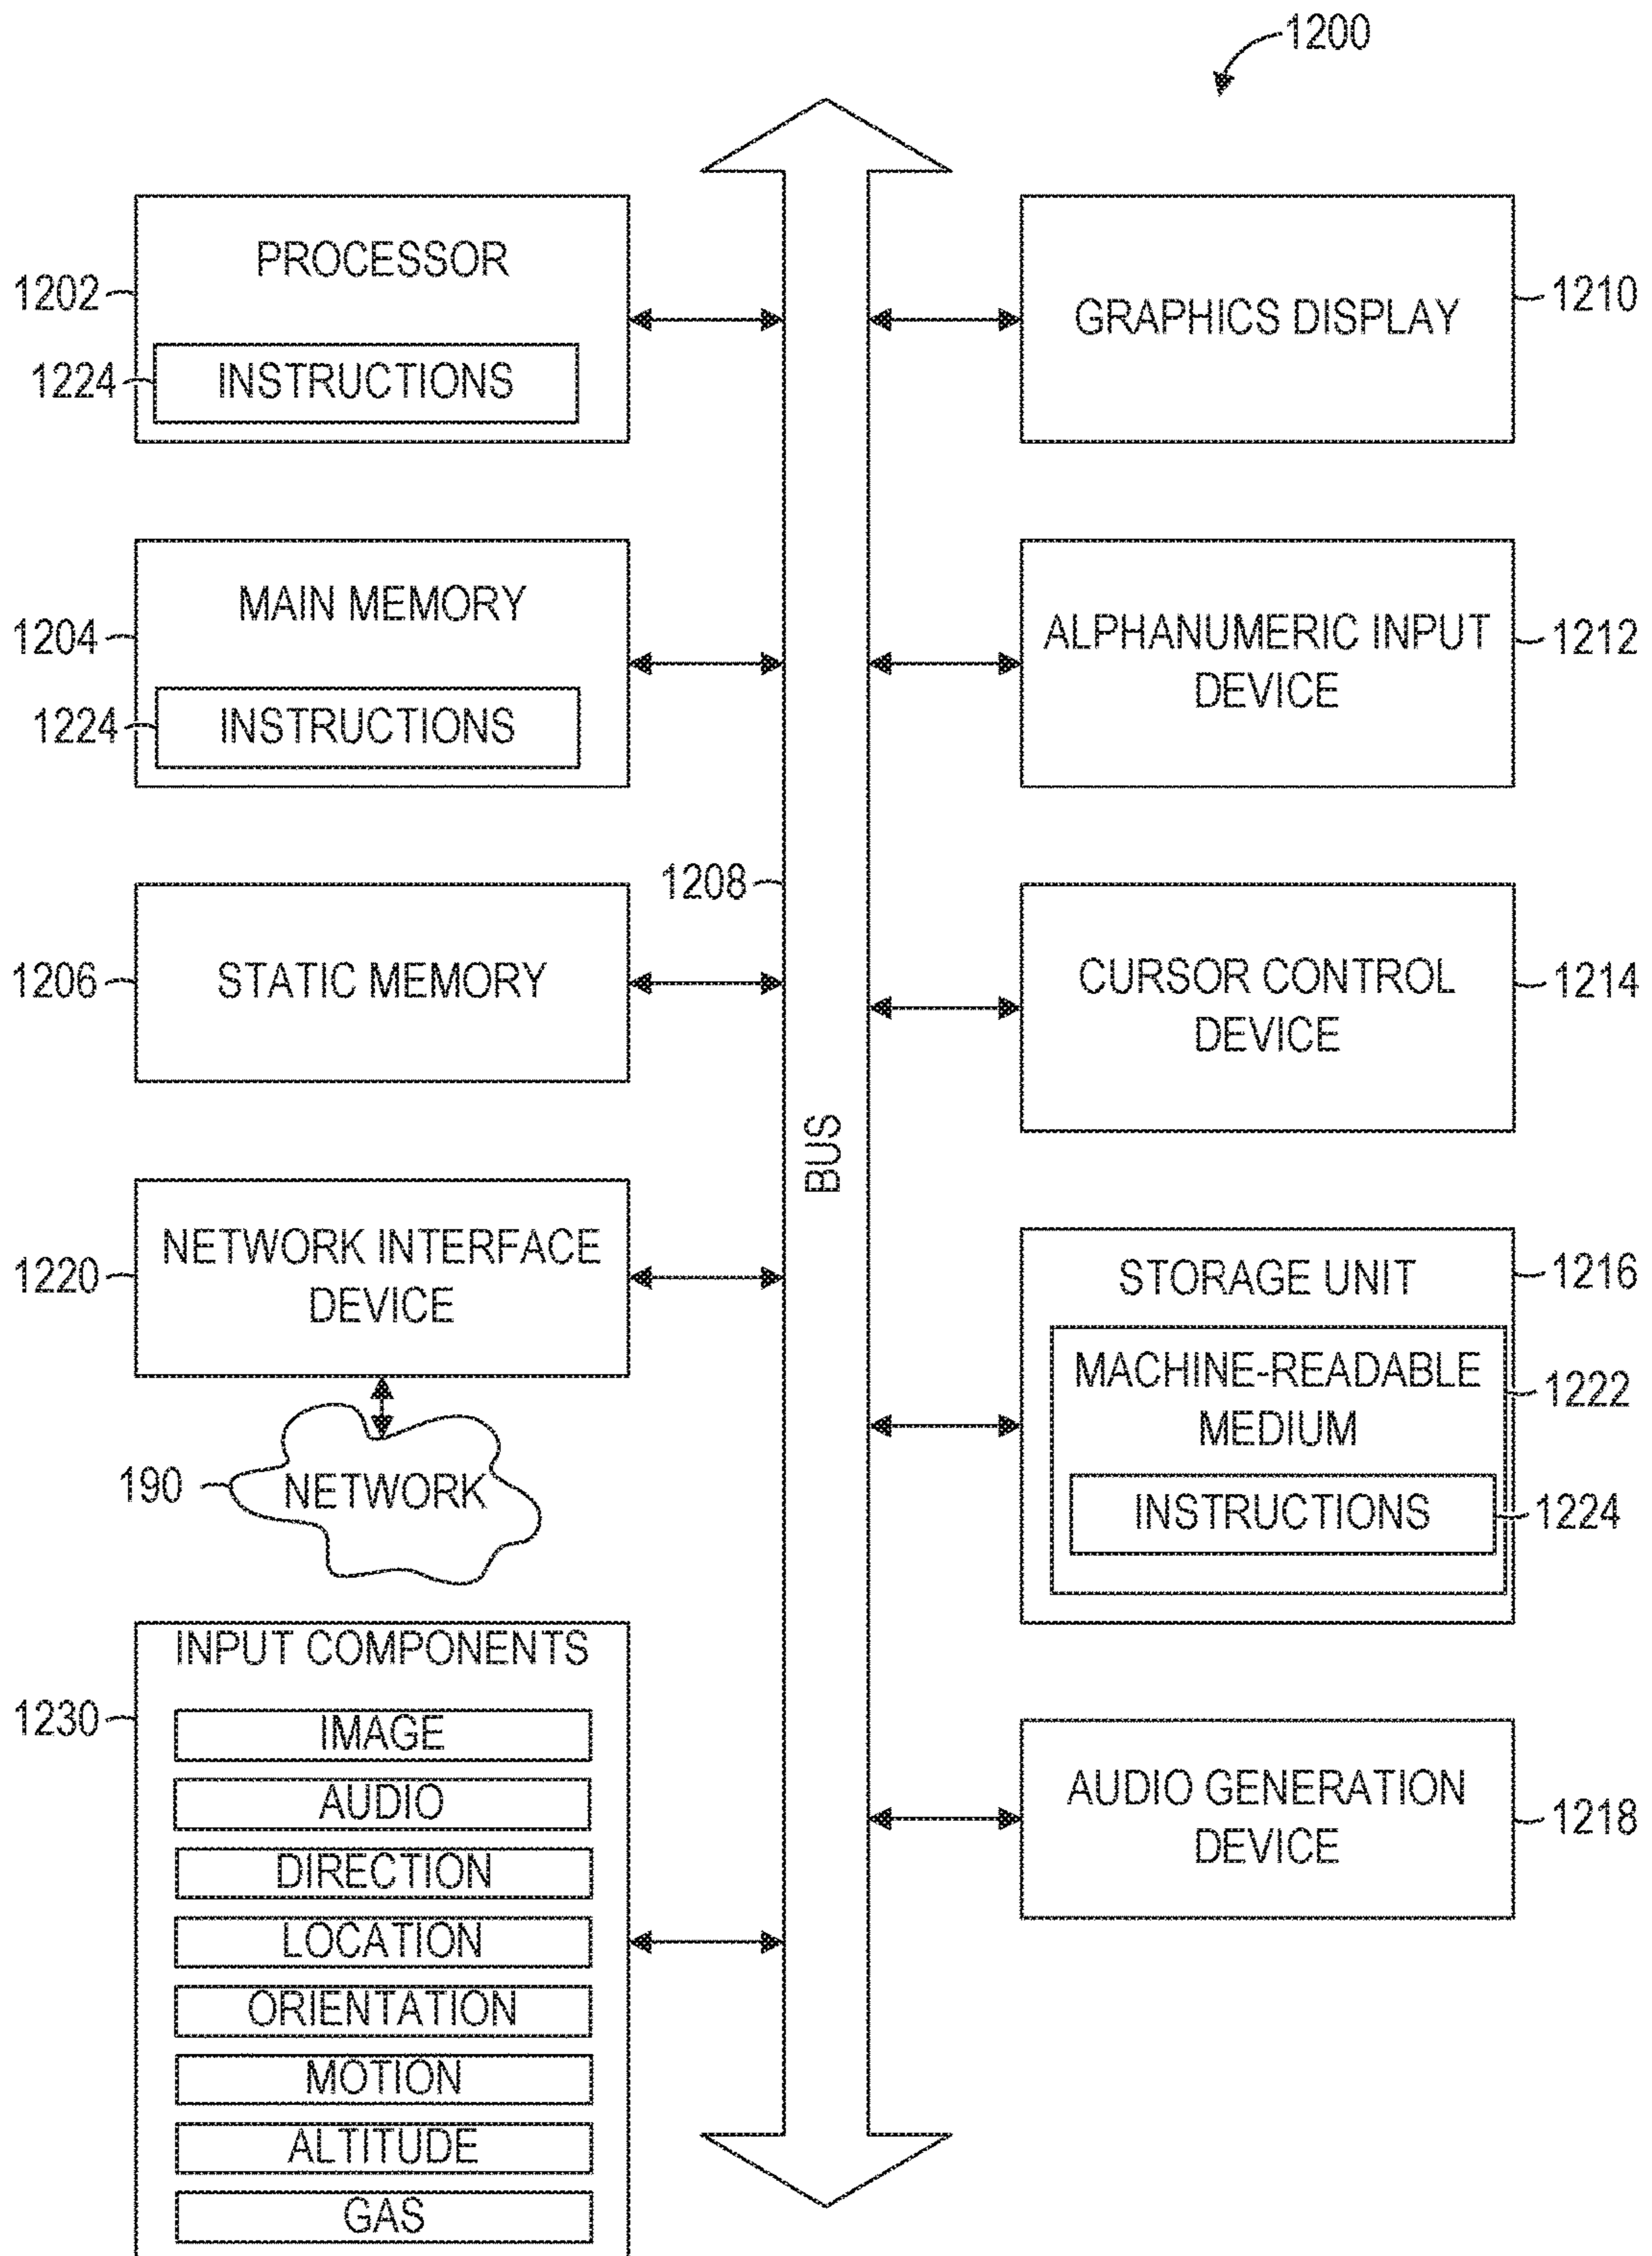 1200
PROCESSOR
1202
1224
INSTRUCTIONS
MAIN MEMORY
1204
1224
INSTRUCTIONS
1206
STATIC MEMORY
NETWORK INTERFACE
DEVICE
1220
190
NETWORK
INPUT COMPONENTS
1230
IMAGE
AUDIO
DIRECTION
LOCATION
ORIENTATION
MOTION
ALTITUDE
GAS
1208
BUS
GRAPHICS DISPLAY
1210
ALPHANUMERIC INPUT
DEVICE
1212
CURSOR CONTROL
DEVICE
1214
STORAGE UNIT
1216
MACHINE-READABLE
MEDIUM
1222
INSTRUCTIONS
1224
AUDIO GENERATION
DEVICE
1218